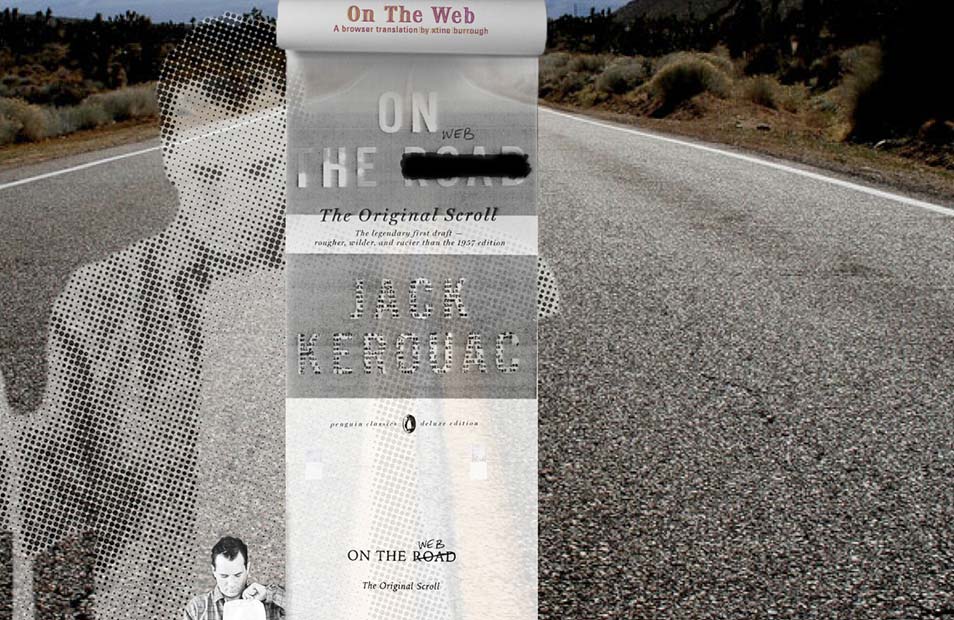 On The Web
A browser translation by xtine burrough
ON
WEB
THE ROAD
The Original Scroll
The legendary first draft —
rougher, wilder, and racier than the 1957 edition
JACK
KEROUAC
penguin classics deluxe edition
WEB
ON THE ROAD
The Original Scroll